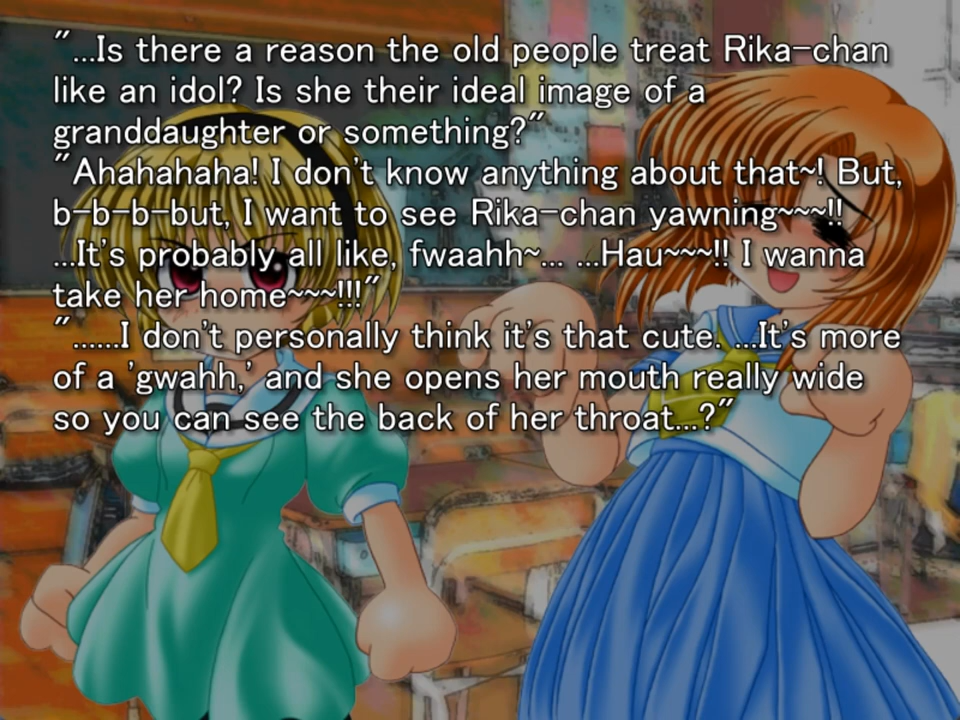 "...Is there a reason the old people treat Rika-chan
like an idol? Is she their ideal image of a
granddaughter or something?"
"Ahahahaha! I don't know anything about that~! But,
b-b-b-but, I want to see Rika-chan yawning~~~!!
...It's probably all like, fwaahh~... ...Hau~~~!! I wanna
take her home~~~!!!"
"......I don't personally think it's that cute. ...It's more
of a 'gwahh,' and she opens her mouth really wide
so you can see the back of her throat...?"